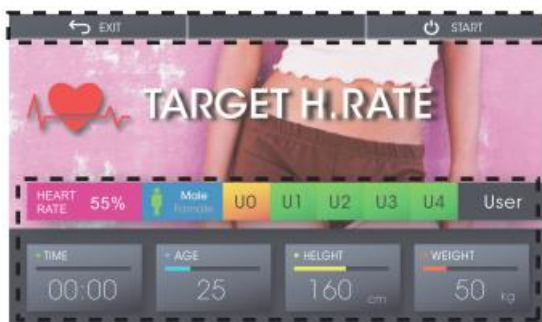 EXIT START
TARGET H.RATE
HEART RATE 55% Male Female U0 U1 U2 U3 U4 User
TIME AGE HELGHT WEIGHT
00:00 25 160 cm 50 kg